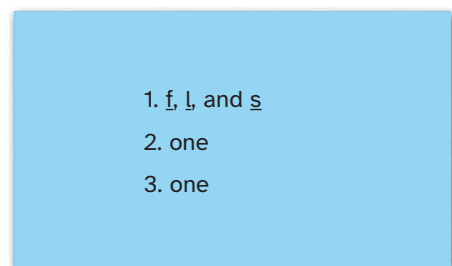 1. f, l, and s
2. one
3. one